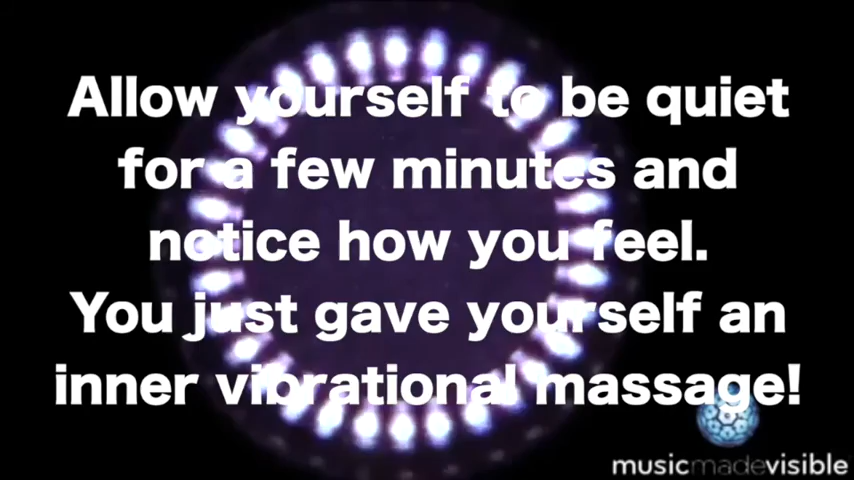 Allow yourself to be quiet
for a few minutes and
notice how you feel.
You just gave yourself an
inner vibrational massage!
musicmadevisible